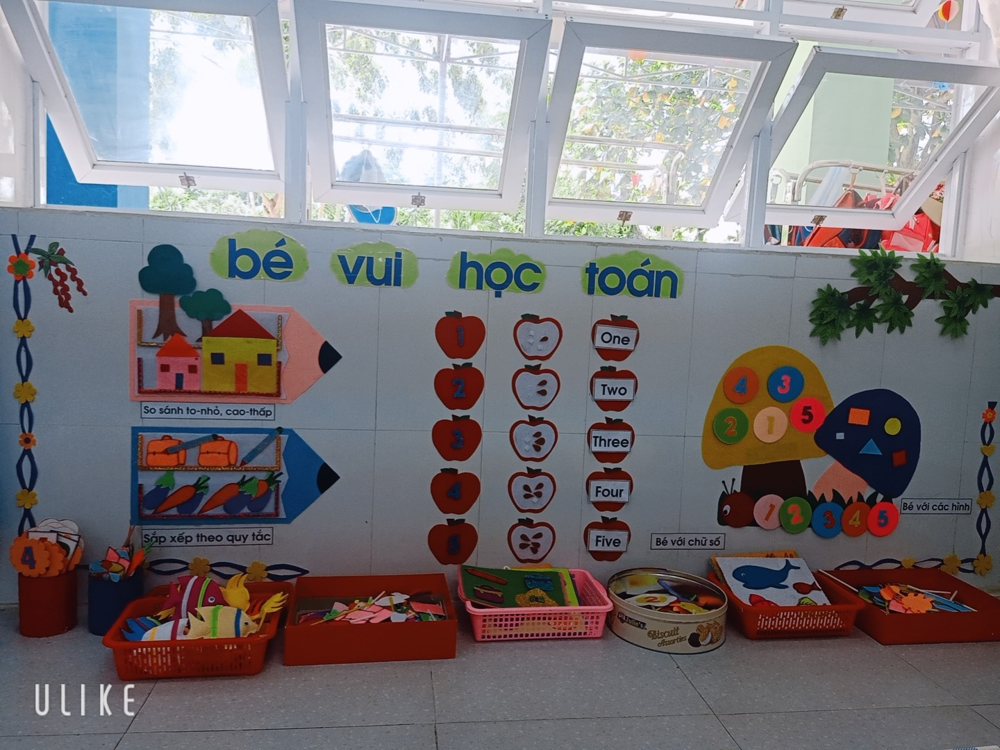 bé vui học toán
1 One
2 Two
3 Three
4 Four
5 Five
So sánh to-nhỏ, cao-thấp
Sắp xếp theo quy tắc
4 3
2 1 5
1 2 3 4 5
Bé với các hình
Bé với chữ số
4
2
Julie's
Biscuit
Assorties
ULIKE